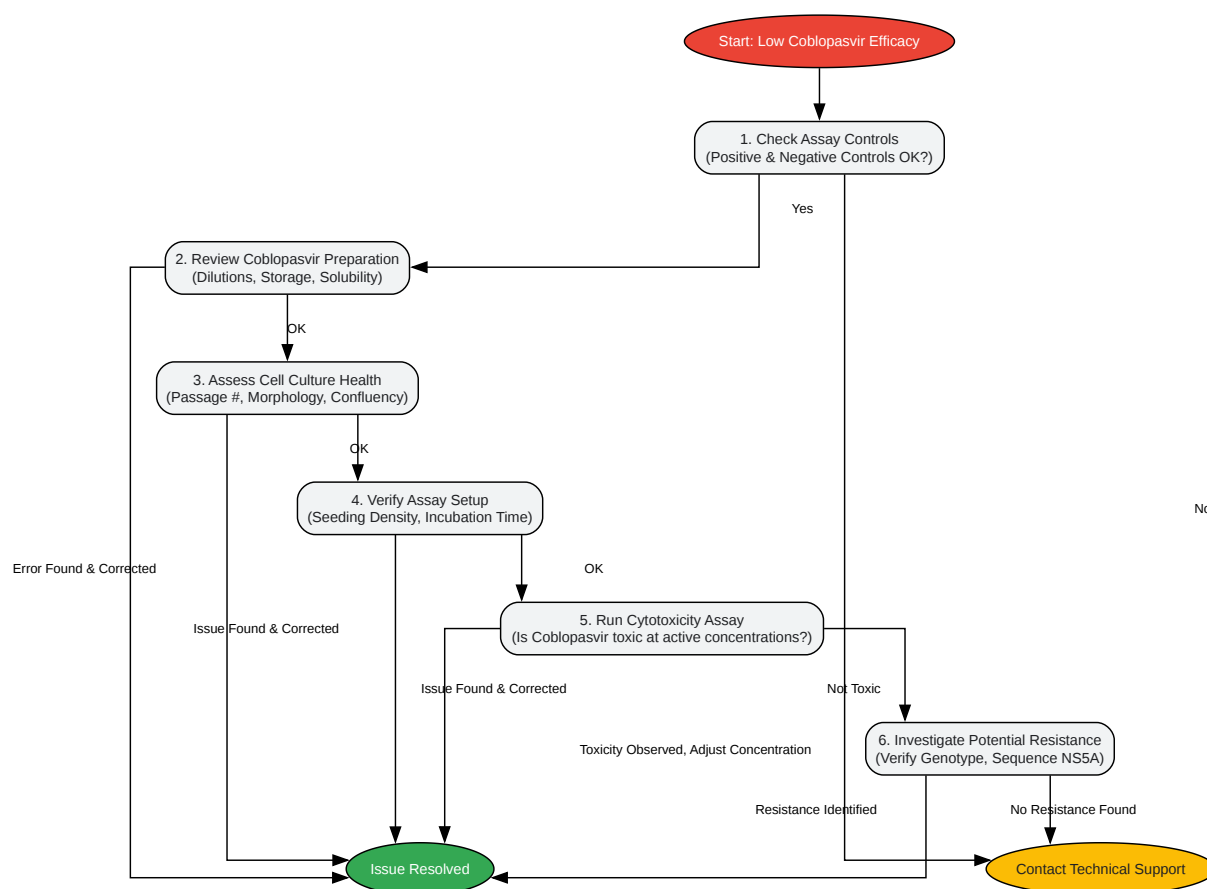 Start: Low Coblopasvir Efficacy
1. Check Assay Controls
(Positive & Negative Controls OK?)
Yes
2. Review Coblopasvir Preparation
(Dilutions, Storage, Solubility)
OK
3. Assess Cell Culture Health
(Passage #, Morphology, Confluency)
OK
4. Verify Assay Setup
(Seeding Density, Incubation Time)
No
Error Found & Corrected
OK
5. Run Cytotoxicity Assay
(Is Coblopasvir toxic at active concentrations?)
Issue Found & Corrected
Issue Found & Corrected
Not Toxic
6. Investigate Potential Resistance
(Verify Genotype, Sequence NS5A)
Toxicity Observed, Adjust Concentration
Resistance Identified
No Resistance Found
Issue Resolved
Contact Technical Support